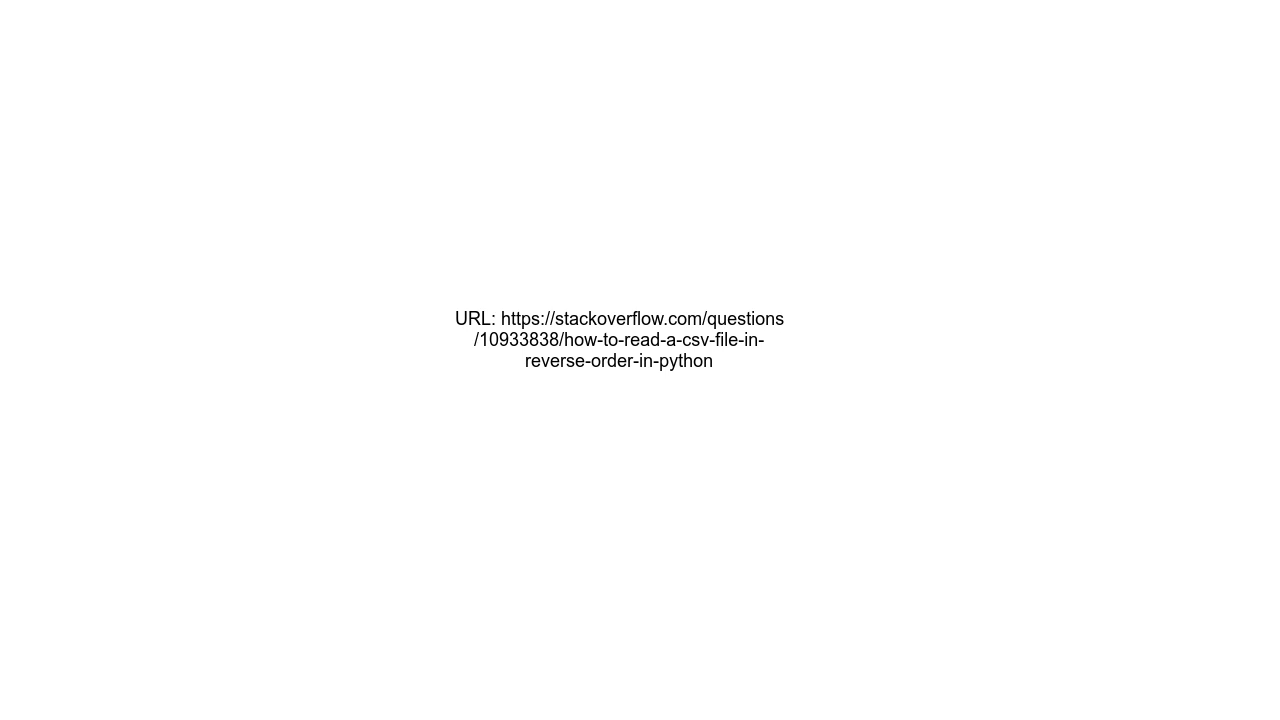 URL: https://stackoverflow.com/questions
/10933838/how-to-read-a-csv-file-in-
reverse-order-in-python